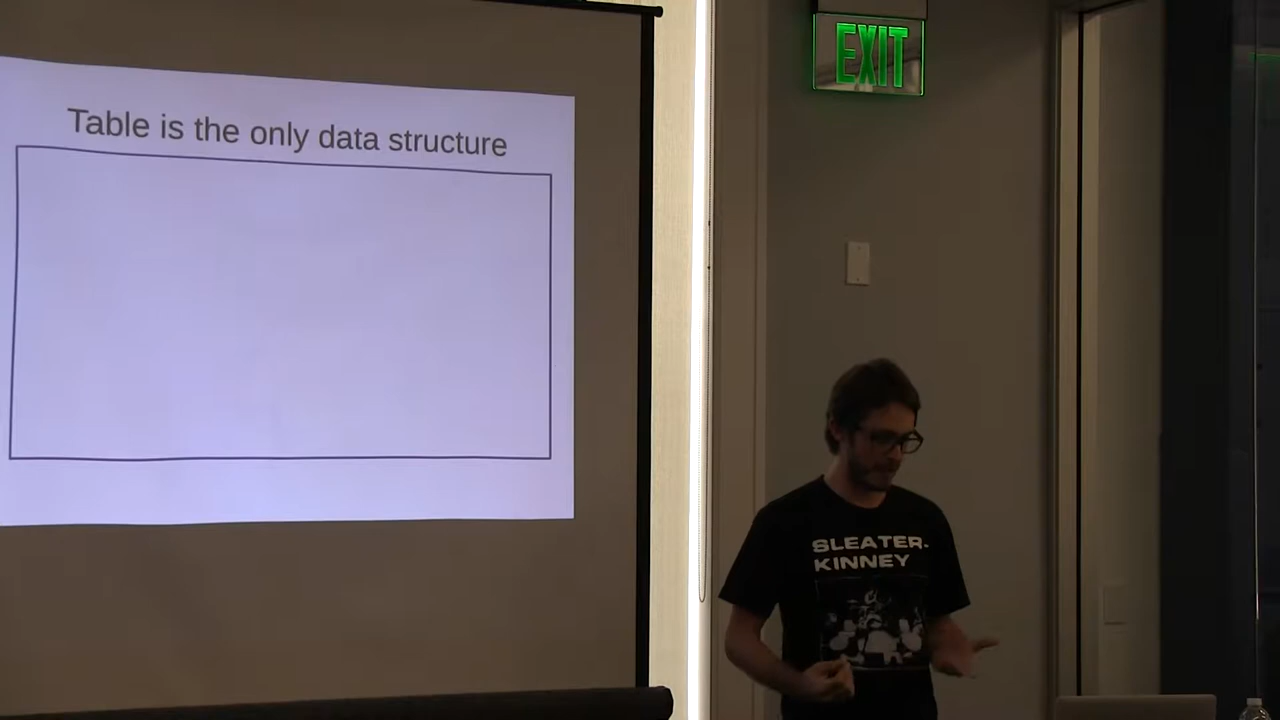 Table is the only data structure
EXIT
SLEATER-
KINNEY